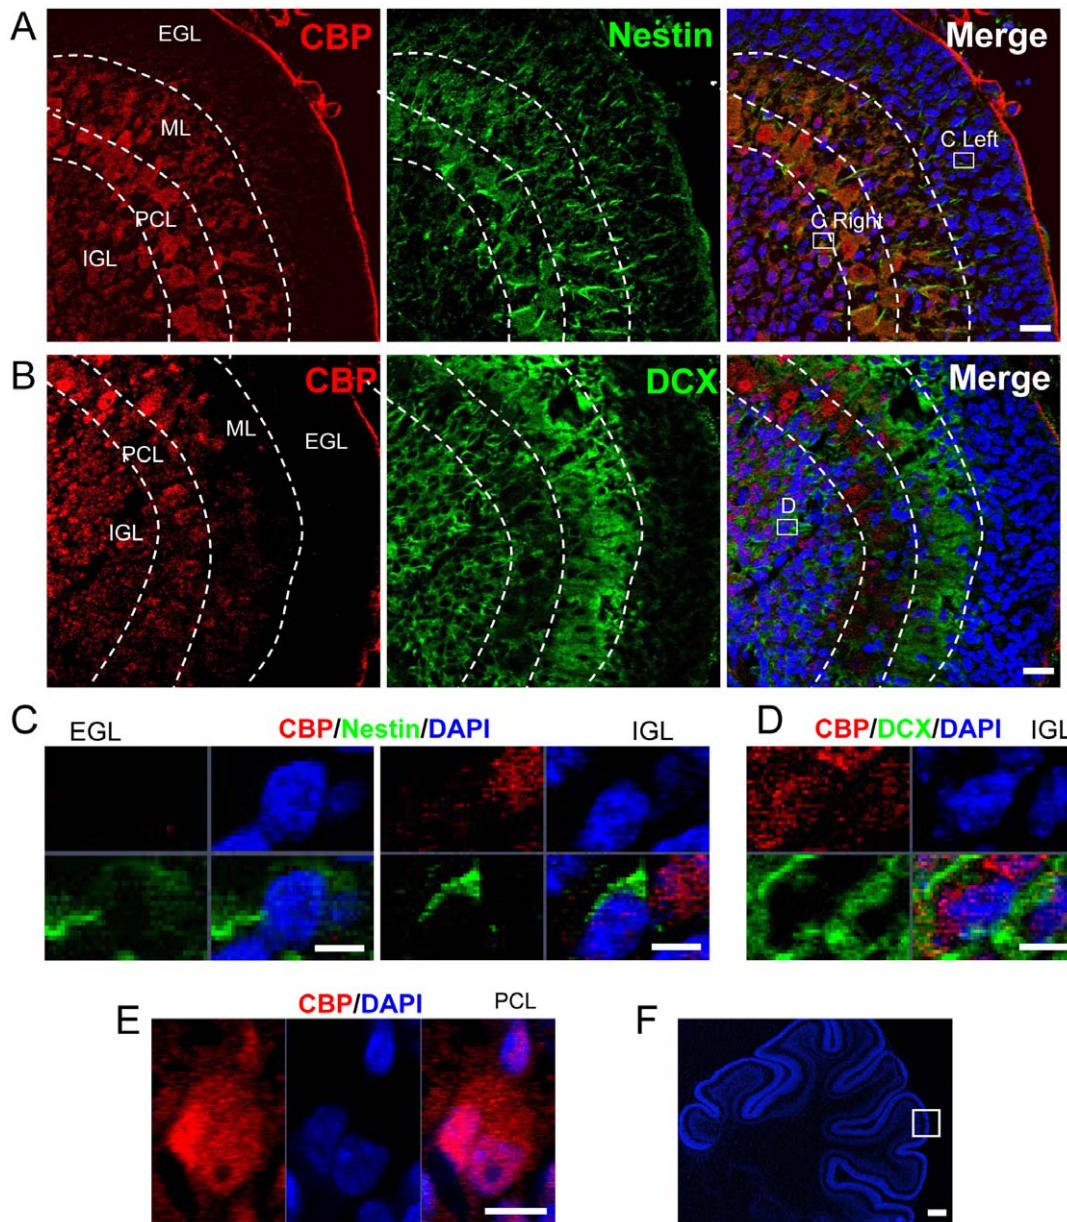 A
EGL
CBP
Nestin
Merge
ML
C Left
PCL
C Right
IGL
B
CBP
DCX
Merge
ML
EGL
PCL
D
IGL
C
EGL
CBP/Nestin/DAPI
IGL
D
CBP/DCX/DAPI
IGL
E
CBP/DAPI
PCL
F